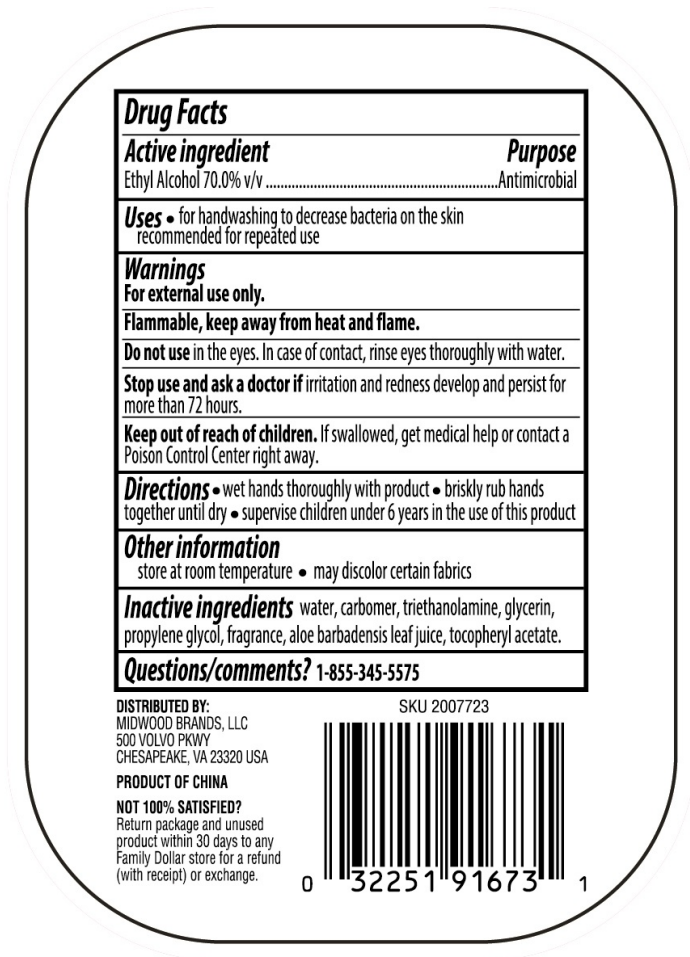 Drug Facts
Active ingredient Purpose
Ethyl Alcohol 70.0% v/v ................................................................Antimicrobial
Uses • for handwashing to decrease bacteria on the skin
recommended for repeated use
Warnings
For external use only.
Flammable, keep away from heat and flame.
Do not use in the eyes. In case of contact, rinse eyes thoroughly with water.
Stop use and ask a doctor if irritation and redness develop and persist for
more than 72 hours.
Keep out of reach of children. If swallowed, get medical help or contact a
Poison Control Center right away.
Directions • wet hands thoroughly with product • briskly rub hands
together until dry • supervise children under 6 years in the use of this product
Other information
store at room temperature • may discolor certain fabrics
Inactive ingredients water, carbomer, triethanolamine, glycerin,
propylene glycol, fragrance, aloe barbadensis leaf juice, tocopheryl acetate.
Questions/comments? 1-855-345-5575
DISTRIBUTED BY:
MIDWOOD BRANDS, LLC
500 VOLVO PKWY
CHESAPEAKE, VA 23320 USA
PRODUCT OF CHINA
NOT 100% SATISFIED?
Return package and unused
product within 30 days to any
Family Dollar store for a refund
(with receipt) or exchange.
SKU 2007723
0 32251 91673 1